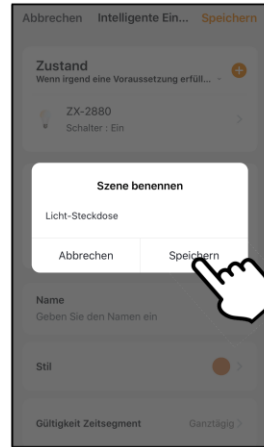 Abbrechen Intelligente Ein... Speichern
Zustand
Wenn irgend eine Voraussetzung erfüll...
ZX-2880
Schalter : Ein
Szene benennen
Licht-Steckdose
Abbrechen Speichern
Name
Geben Sie den Namen ein
Stil
Gültigkeit Zeitsegment Ganztägig